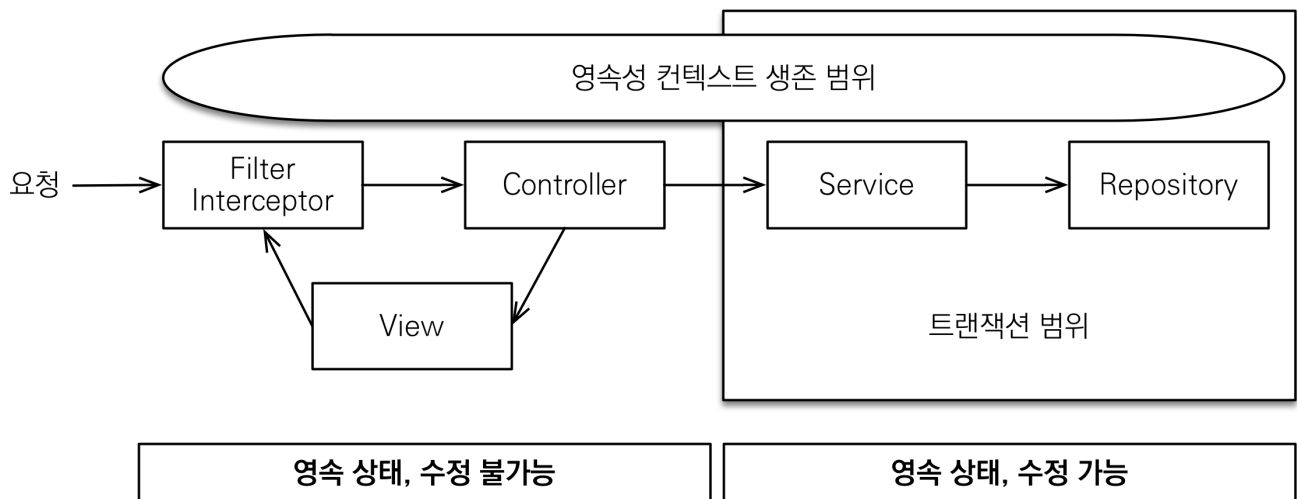 영속성 컨텍스트 생존 범위
요청
Filter
Interceptor
Controller
Service
Repository
View
트랜잭션 범위
영속 상태, 수정 불가능
영속 상태, 수정 가능